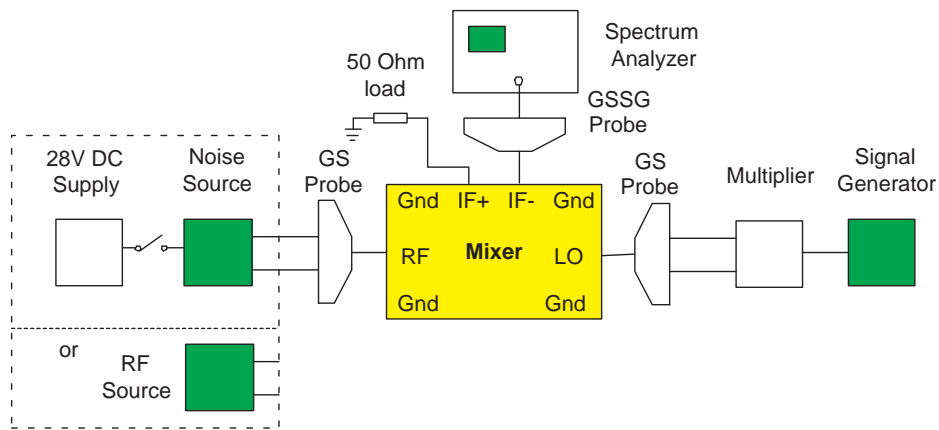 Spectrum
Analyzer
50 Ohm
load
GSSG
Probe
28V DC
Supply
Noise
Source
GS
Probe
GS
Probe
Multiplier
Signal
Generator
Gnd IF+ IF- Gnd
RF Mixer LO
Gnd Gnd
or
RF
Source